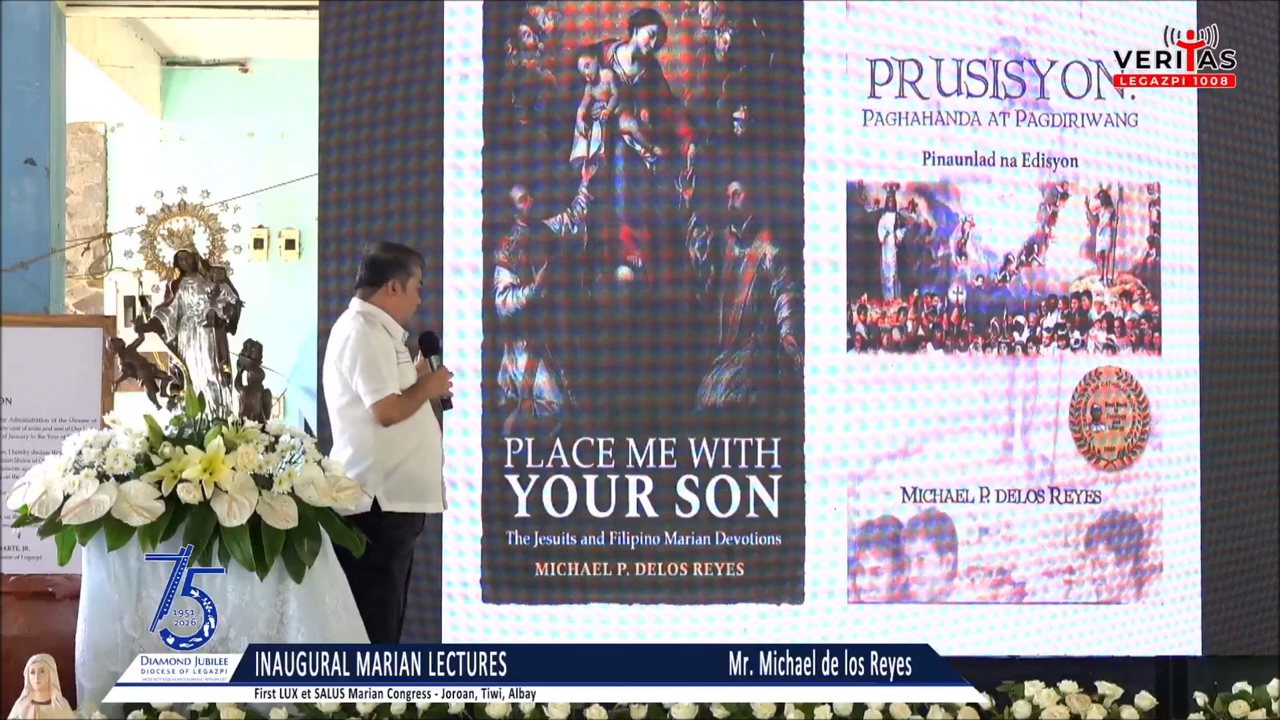 VERITAS
LEGAZPI 1008
PRUSISYON:
PAGHAHANDA AT PAGDIRIWANG
Pinaunlad na Edisyon
MICHAEL P. DELOS REYES
PLACE ME WITH
YOUR SON
The Jesuits and Filipino Marian Devotions
MICHAEL P. DELOS REYES
75
1951
2026
DIAMOND JUBILEE
DIOCESE OF LEGAZPI
INAUGURAL MARIAN LECTURES
Mr. Michael de los Reyes
First LUX et SALUS Marian Congress - Joroan, Tiwi, Albay